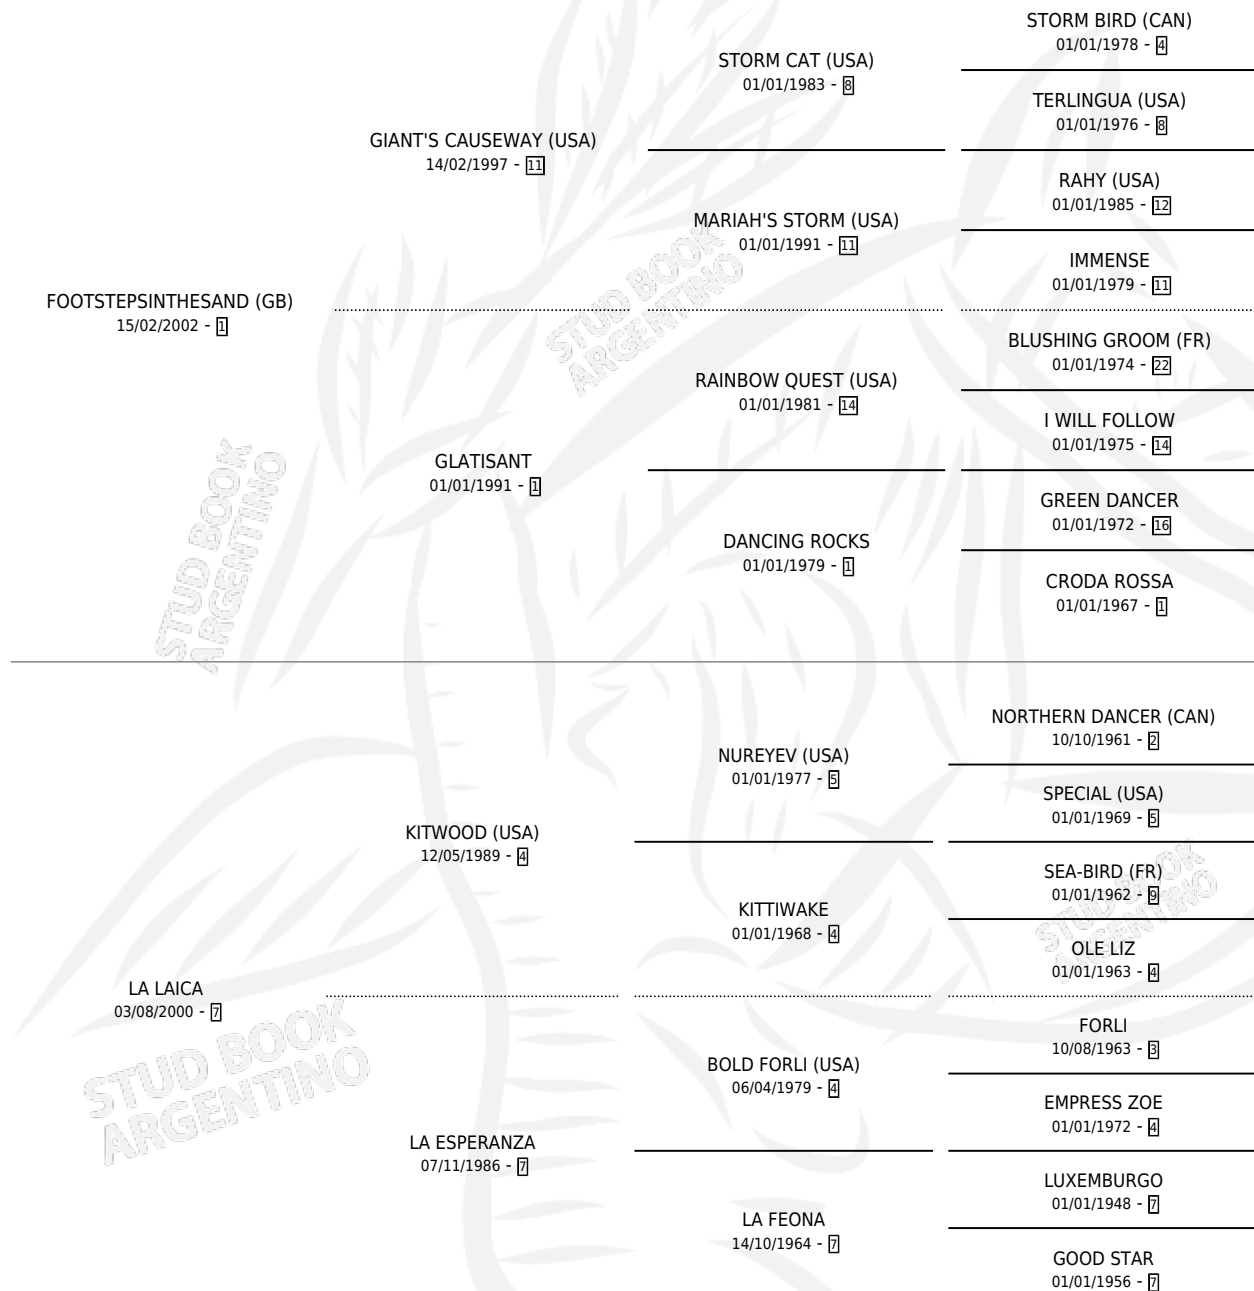 STORM BIRD (CAN)
01/01/1978 - 4
STORM CAT (USA)
01/01/1983 - 8
TERLINGUA (USA)
01/01/1976 - 8
GIANT'S CAUSEWAY (USA)
14/02/1997 - 11
RAHY (USA)
01/01/1985 - 12
MARIAH'S STORM (USA)
01/01/1991 - 11
IMMENSE
01/01/1979 - 11
FOOTSTEPSINTHESAND (GB)
15/02/2002 - 1
STUD BOOK
ARGENTINO
BLUSHING GROOM (FR)
01/01/1974 - 22
RAINBOW QUEST (USA)
01/01/1981 - 14
I WILL FOLLOW
01/01/1975 - 14
GLATISANT
01/01/1991 - 1
GREEN DANCER
01/01/1972 - 16
DANCING ROCKS
01/01/1979 - 1
CRODA ROSSA
01/01/1967 - 1
STUD BOOK
ARGENTINO
NORTHERN DANCER (CAN)
10/10/1961 - 2
NUREYEV (USA)
01/01/1977 - 5
SPECIAL (USA)
01/01/1969 - 5
KITWOOD (USA)
12/05/1989 - 4
SEA-BIRD (FR)
01/01/1962 - 9
KITTIWAKE
01/01/1968 - 4
OLE LIZ
01/01/1963 - 4
STUD BOOK
ARGENTINO
LA LAICA
03/08/2000 - 7
FORLI
10/08/1963 - 3
BOLD FORLI (USA)
06/04/1979 - 4
EMPRESS ZOE
01/01/1972 - 4
STUD BOOK
ARGENTINO
LA ESPERANZA
07/11/1986 - 7
LUXEMBURGO
01/01/1948 - 7
LA FEONA
14/10/1964 - 7
GOOD STAR
01/01/1956 - 7